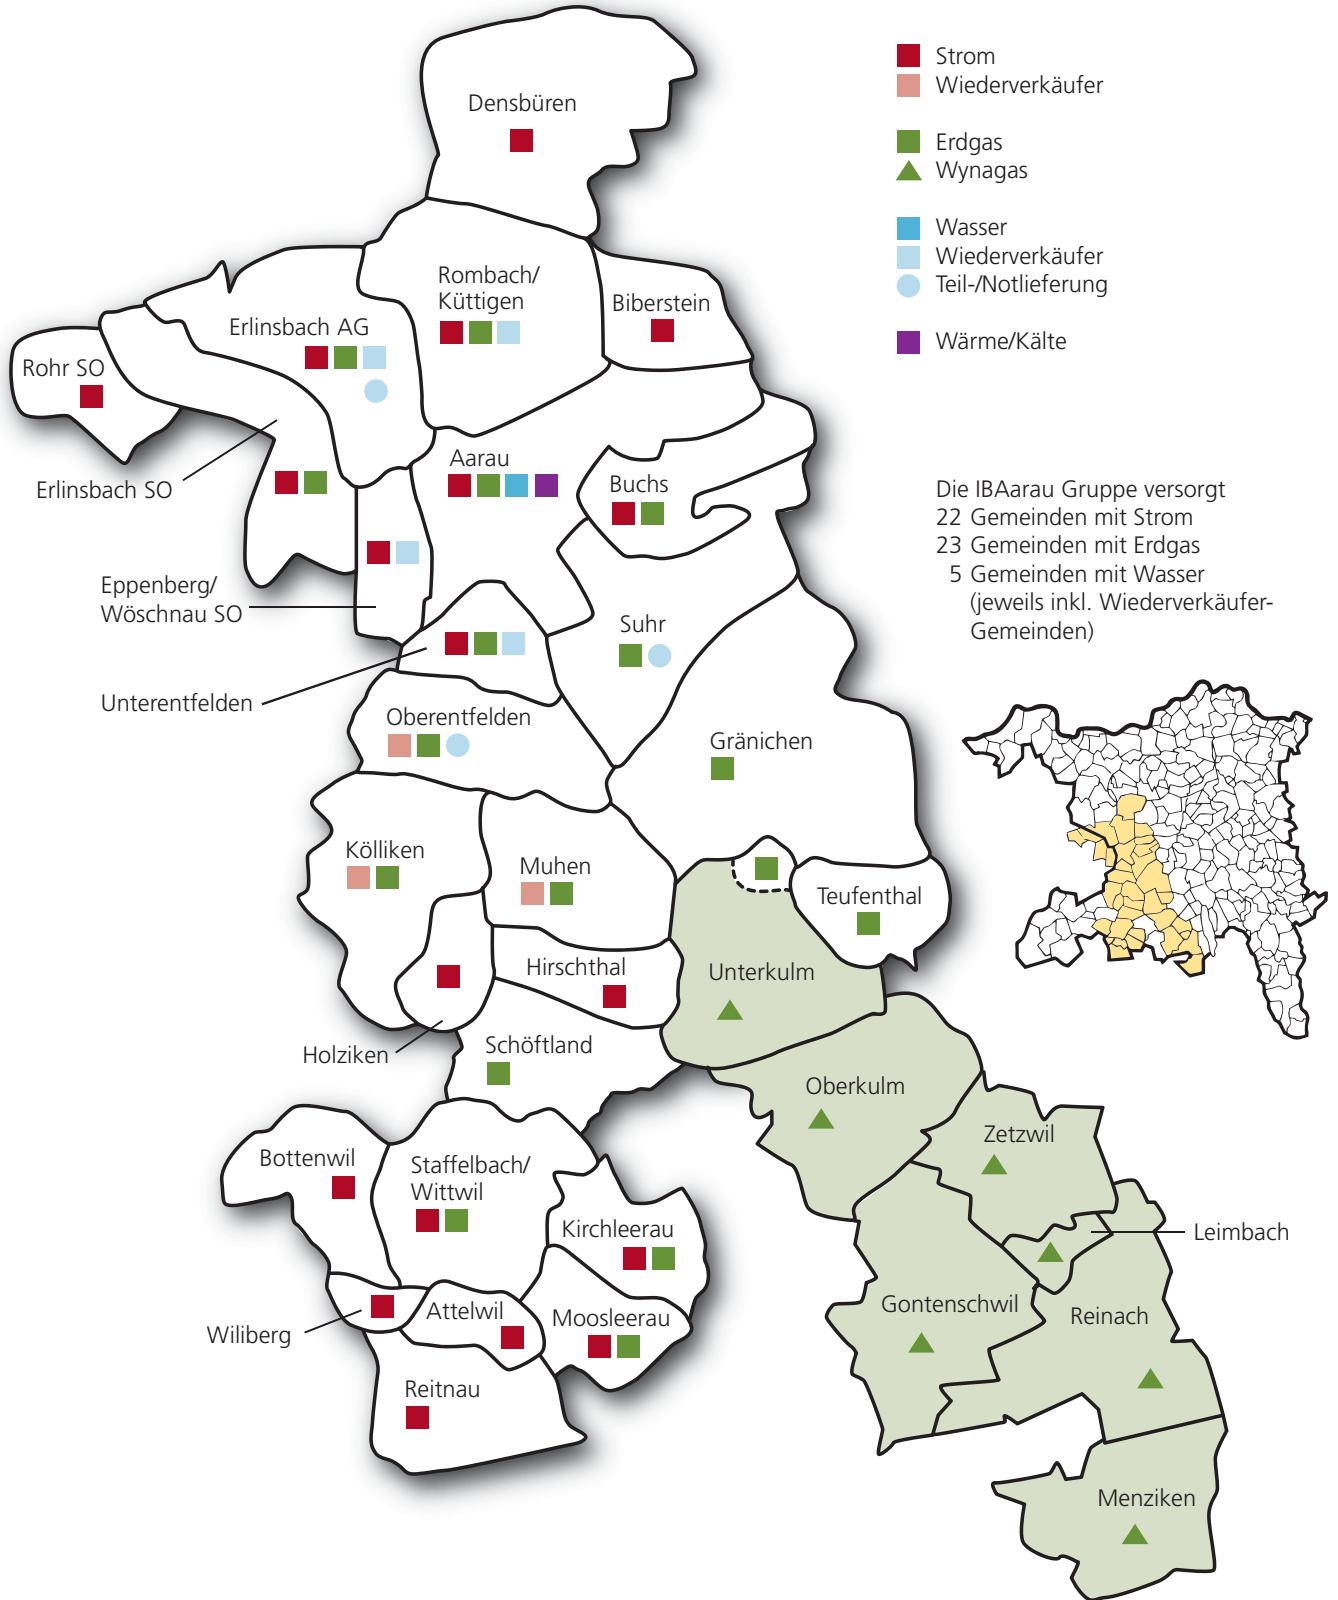 Strom
Wiederverkäufer
Erdgas
Wynagas
Wasser
Wiederverkäufer
Teil-/Notlieferung
Wärme/Kälte
Densbüren
Rombach/
Küttigen
Biberstein
Erlinsbach AG
Rohr SO
Erlinsbach SO
Aarau
Buchs
Die IBAarau Gruppe versorgt
22 Gemeinden mit Strom
23 Gemeinden mit Erdgas
5 Gemeinden mit Wasser
(jeweils inkl. Wiederverkäufer-
Gemeinden)
Eppenberg/
Wöschnau SO
Suhr
Unterentfelden
Oberentfelden
Gränichen
Kölliken
Muhen
Teufenthal
Hirschthal
Unterkulm
Holziken
Schöftland
Oberkulm
Zetzwil
Bottenwil
Staffelbach/
Wittwil
Kirchleerau
Leimbach
Gontenschwil
Reinach
Attelwil
Moosleerau
Wiliberg
Reitnau
Menziken